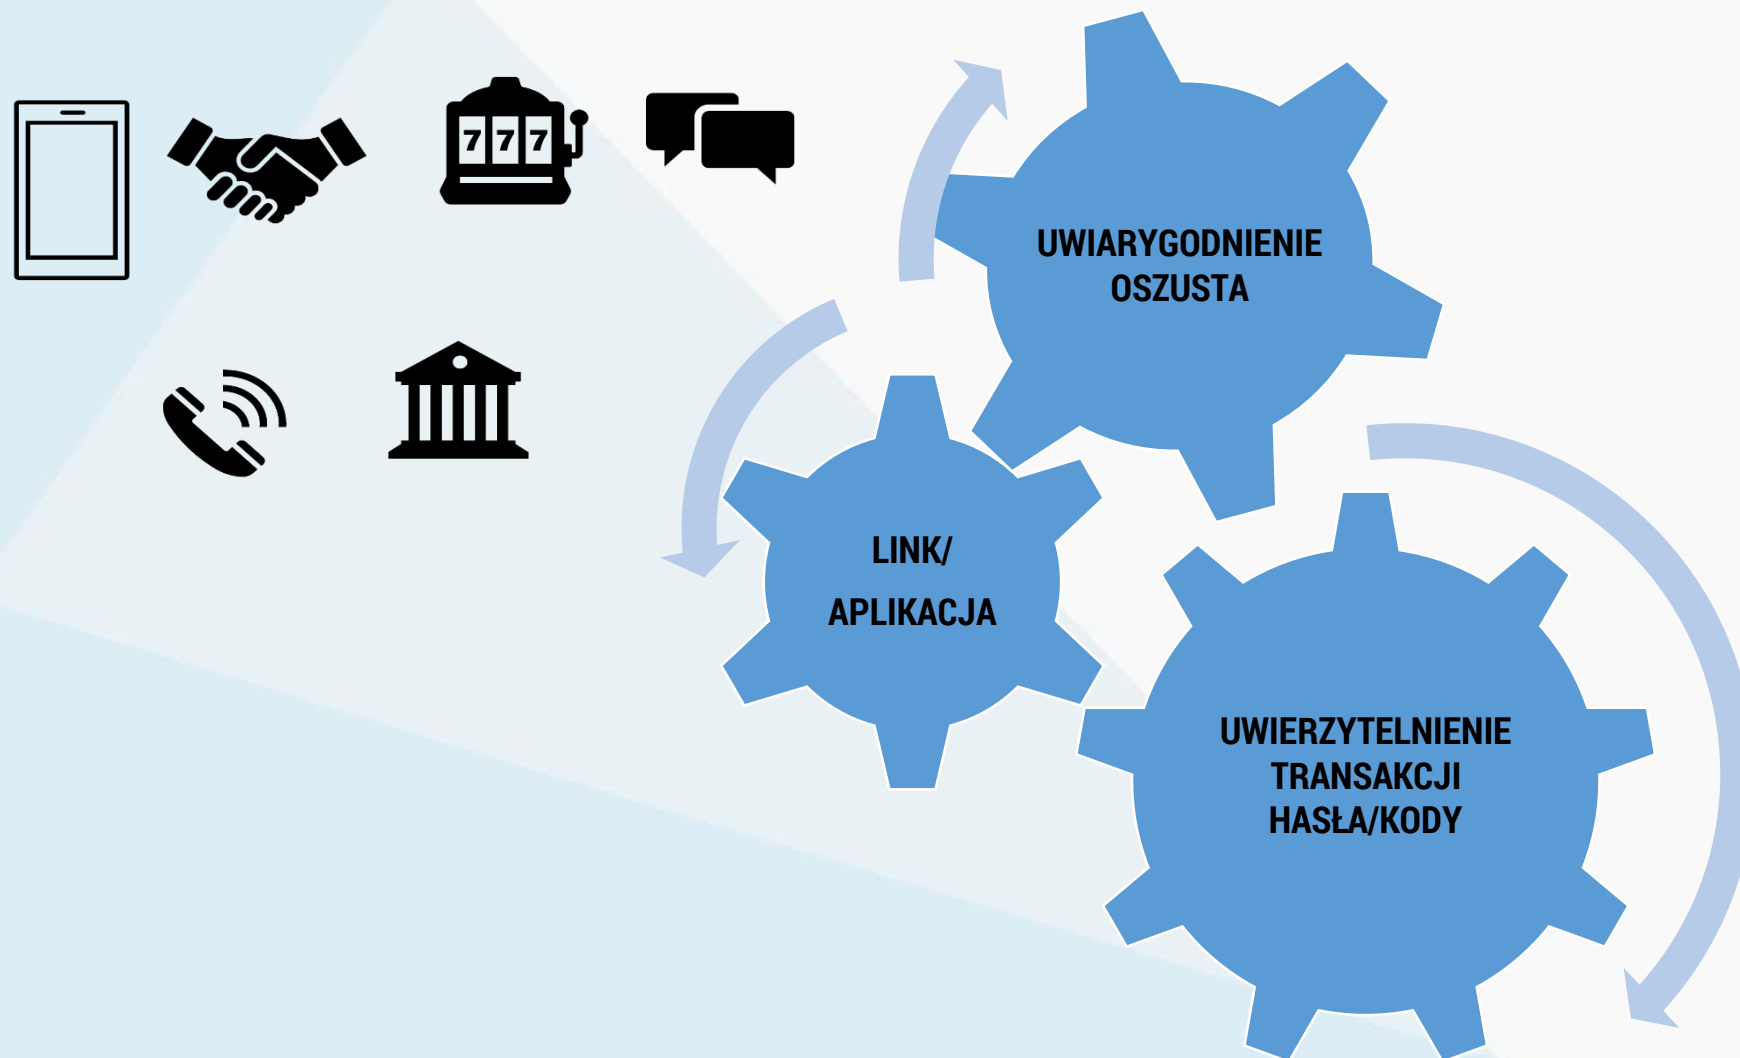 777
UWIARYGODNIENIE
OSZUSTA
LINK/
APLIKACJA
UWIERZYTELNIENIE
TRANSAKCJI
HASŁA/KODY